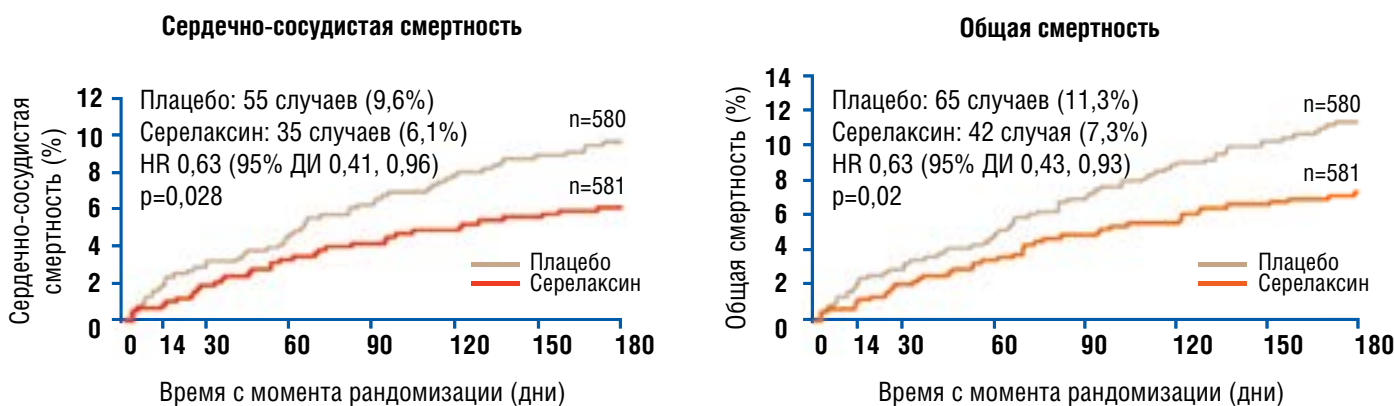 Сердечно-сосудистая смертность
Сердечно-сосудистая
смертность (%)
12
10
8
6
4
2
0
Плацебо: 55 случаев (9,6%)
Серелаксин: 35 случаев (6,1%)
HR 0,63 (95% ДИ 0,41, 0,96)
p=0,028
n=580
n=581
Плацебо
Серелаксин
0 14 30 60 90 120 150 180
Время с момента рандомизации (дни)
Общая смертность
Общая смертность (%)
14
12
10
8
6
4
2
0
Плацебо: 65 случаев (11,3%)
Серелаксин: 42 случая (7,3%)
HR 0,63 (95% ДИ 0,43, 0,93)
p=0,02
n=580
n=581
Плацебо
Серелаксин
0 14 30 60 90 120 150 180
Время с момента рандомизации (дни)